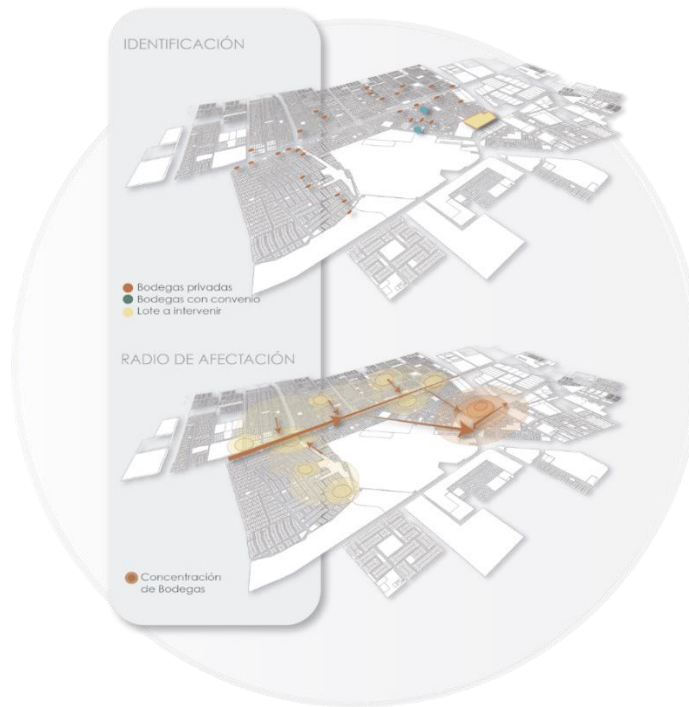 IDENTIFICACIÓN
Bodegas privadas
Bodegas con convenio
Lote a intervenir
RADIO DE AFECTACIÓN
Concentración
de Bodegas